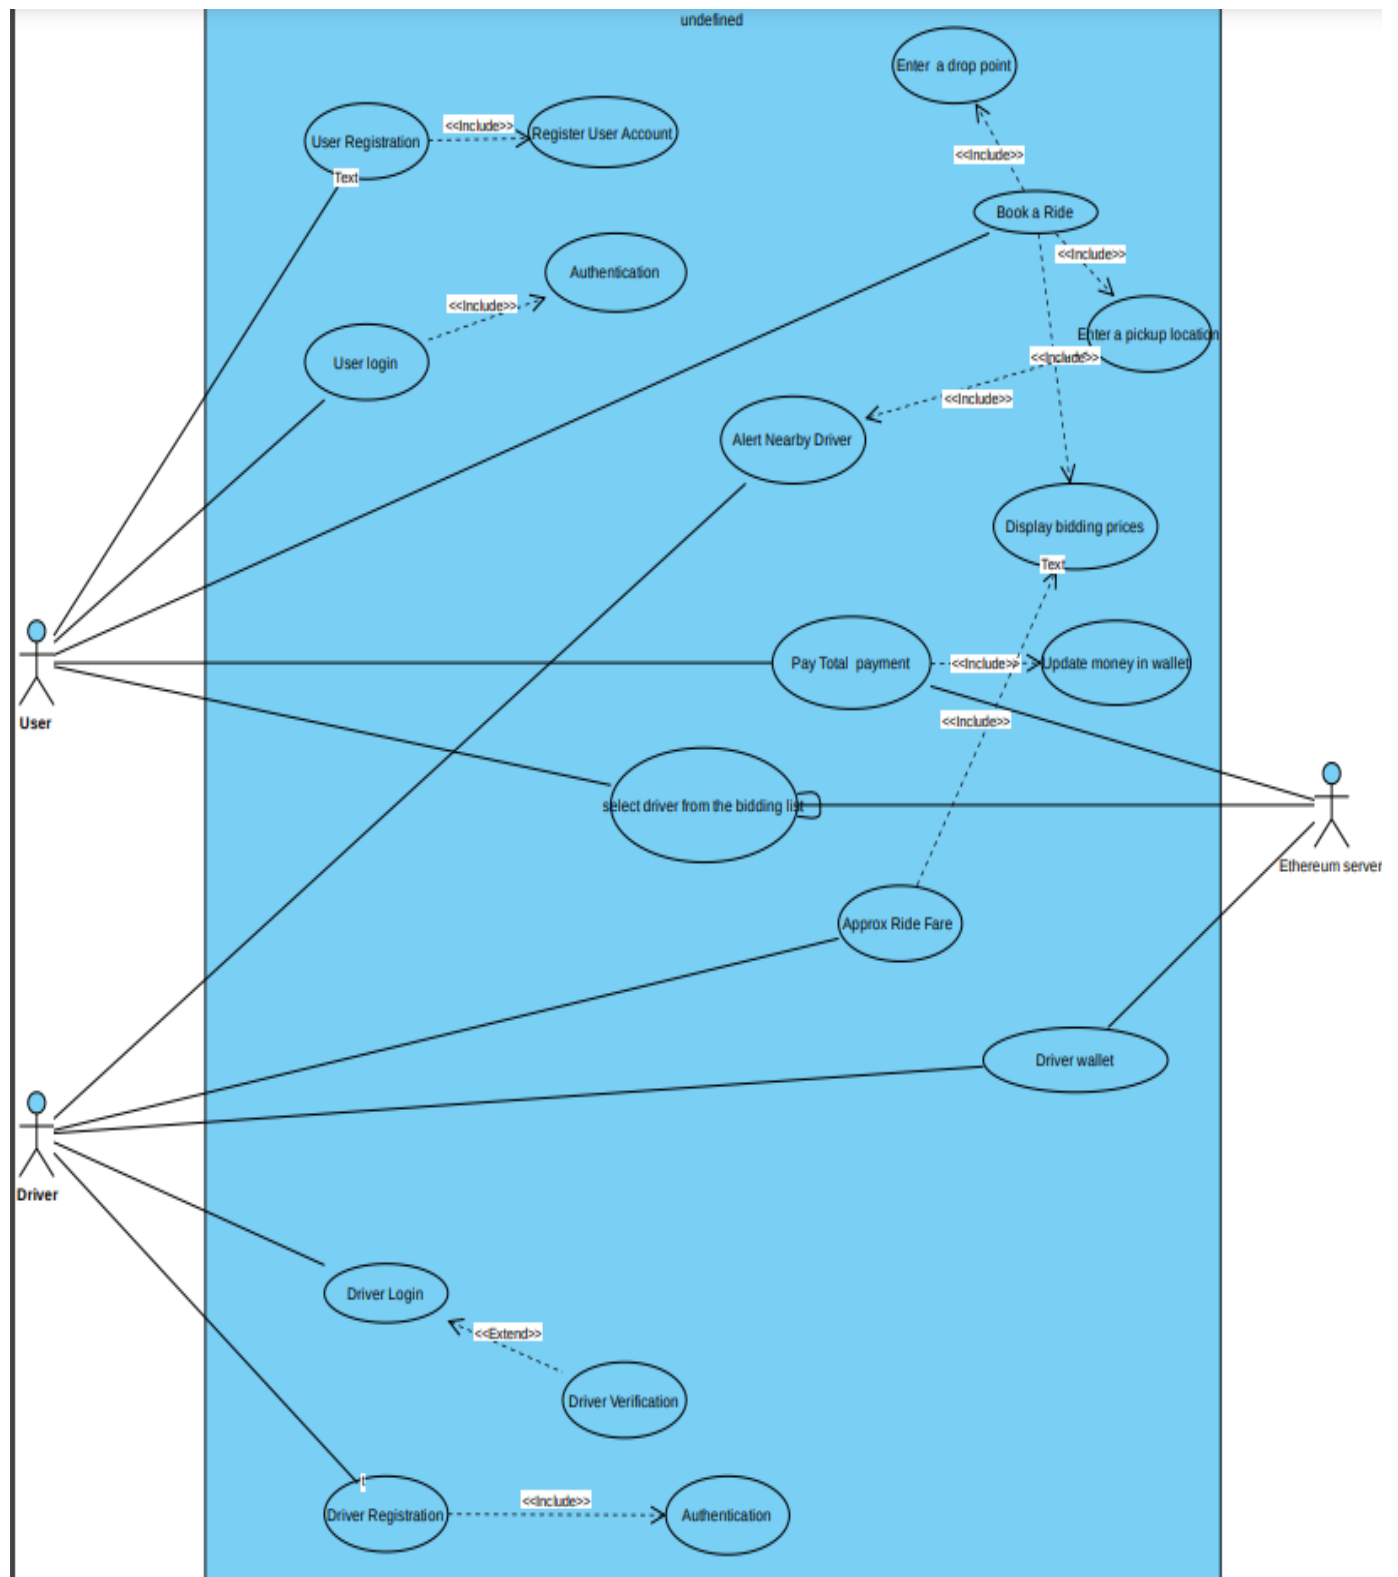 undefined
Enter a drop point
<<Include>>
User Registration
Register User Account
<<Include>>
Text
Book a Ride
<<Include>>
Authentication
<<Include>>
User login
Enter a pickup location
<<Include>>
<<Include>>
Alert Nearby Driver
Display bidding prices
Text
Pay Total payment
<<Include>>
Update money in wallet
<<Include>>
User
select driver from the bidding list
Ethereum server
Approx Ride Fare
Driver wallet
Driver
Driver Login
<<Extend>>
Driver Verification
<<Include>>
Driver Registration
Authentication